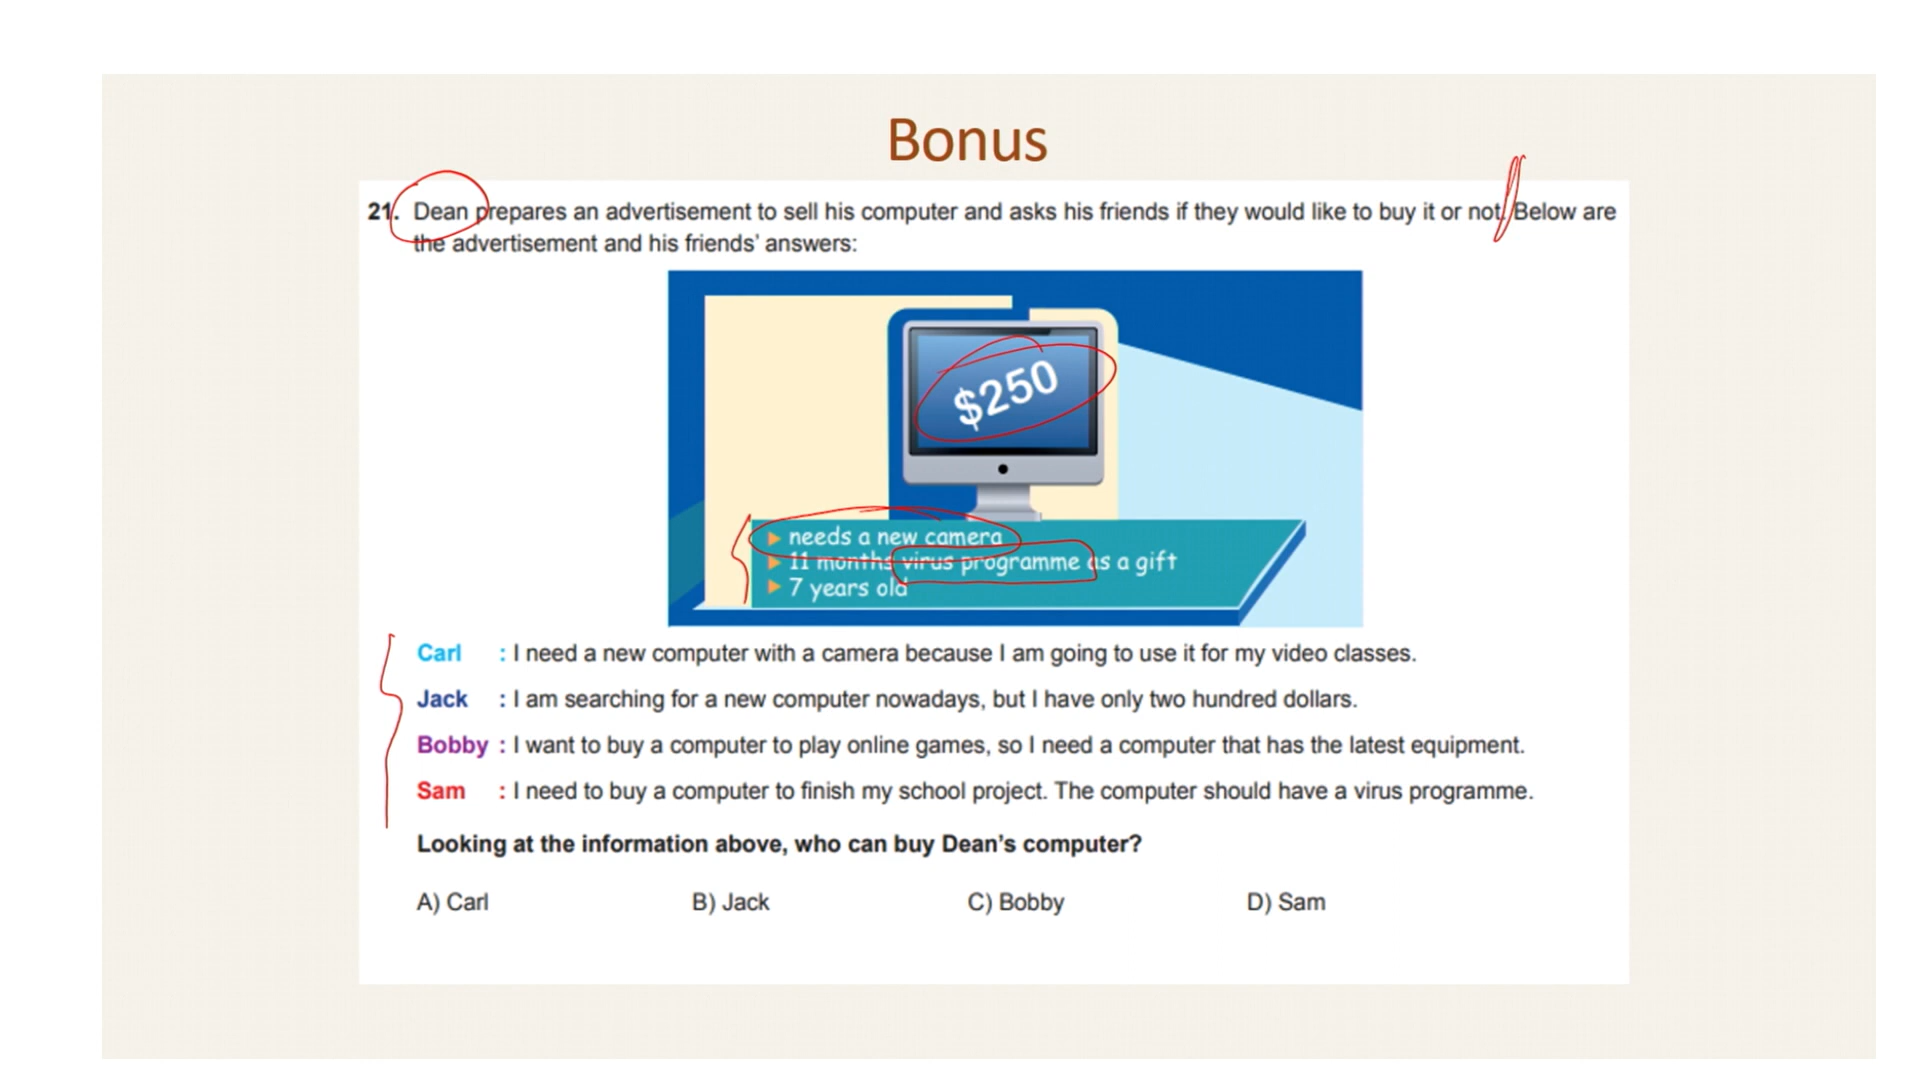 Bonus
21. Dean prepares an advertisement to sell his computer and asks his friends if they would like to buy it or not. Below are
the advertisement and his friends' answers:
$250
needs a new camera
11 months virus programme as a gift
7 years old
Carl : I need a new computer with a camera because I am going to use it for my video classes.
Jack : I am searching for a new computer nowadays, but I have only two hundred dollars.
Bobby : I want to buy a computer to play online games, so I need a computer that has the latest equipment.
Sam : I need to buy a computer to finish my school project. The computer should have a virus programme.
Looking at the information above, who can buy Dean's computer?
A) Carl B) Jack C) Bobby D) Sam